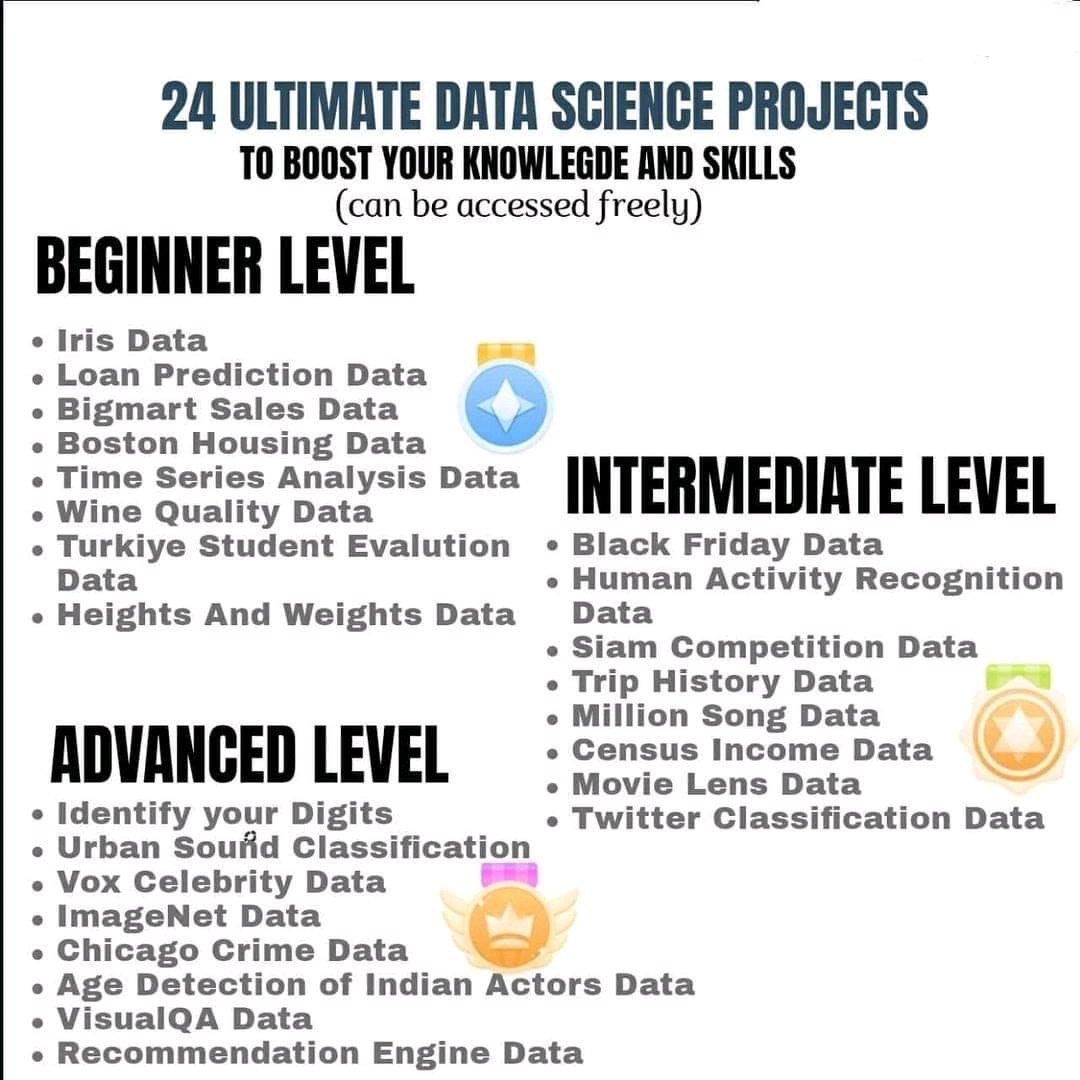 24 ULTIMATE DATA SCIENCE PROJECTS
TO BOOST YOUR KNOWLEGDE AND SKILLS
(can be accessed freely)
BEGINNER LEVEL
• Iris Data
• Loan Prediction Data
• Bigmart Sales Data
• Boston Housing Data
• Time Series Analysis Data
• Wine Quality Data
• Turkiye Student Evalution
Data
• Heights And Weights Data
INTERMEDIATE LEVEL
• Black Friday Data
• Human Activity Recognition
Data
• Siam Competition Data
• Trip History Data
• Million Song Data
• Census Income Data
• Movie Lens Data
• Twitter Classification Data
ADVANCED LEVEL
• Identify your Digits
• Urban Sound Classification
• Vox Celebrity Data
• ImageNet Data
• Chicago Crime Data
• Age Detection of Indian Actors Data
• VisualQA Data
• Recommendation Engine Data